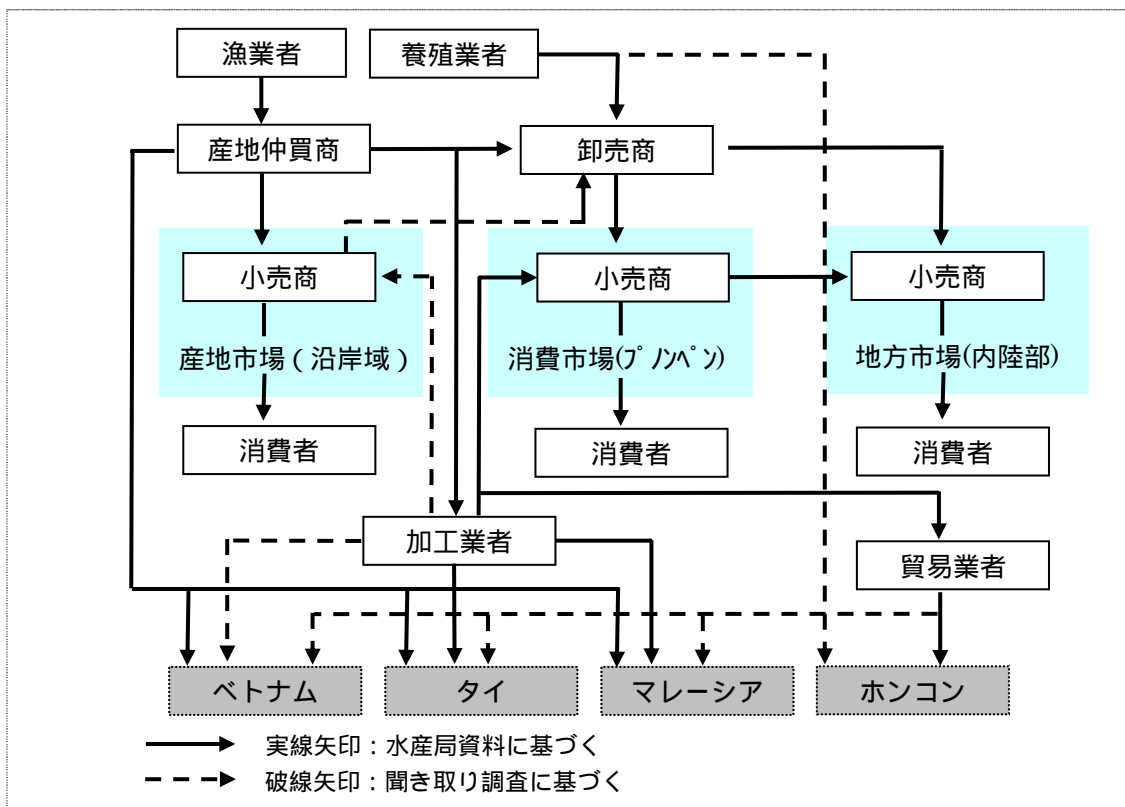 漁業者
養殖業者
産地仲買商
卸売商
小売商
小売商
小売商
産地市場（沿岸域）
消費市場(ﾌﾟﾉﾝﾍﾟﾝ)
地方市場(内陸部)
消費者
消費者
消費者
加工業者
貿易業者
ベトナム
タイ
マレーシア
ホンコン
実線矢印：水産局資料に基づく
破線矢印：聞き取り調査に基づく